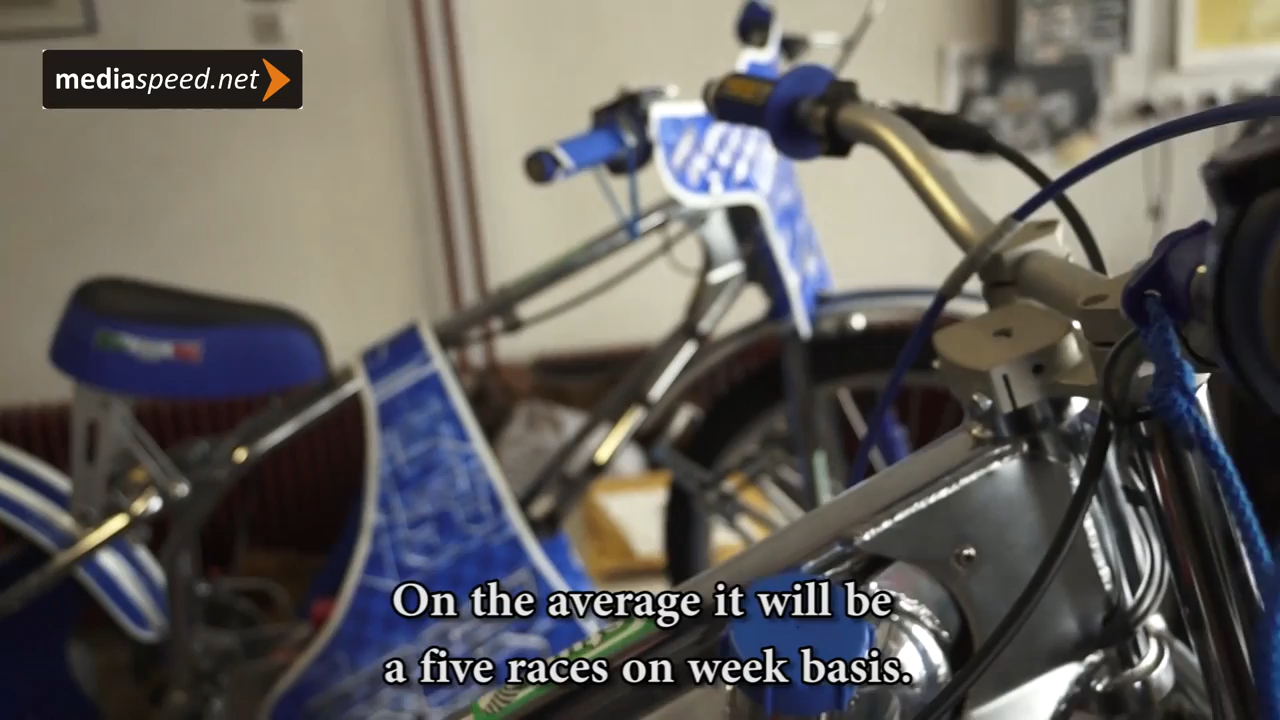 mediaspeed.net
On the average it will be
a five races on week basis.